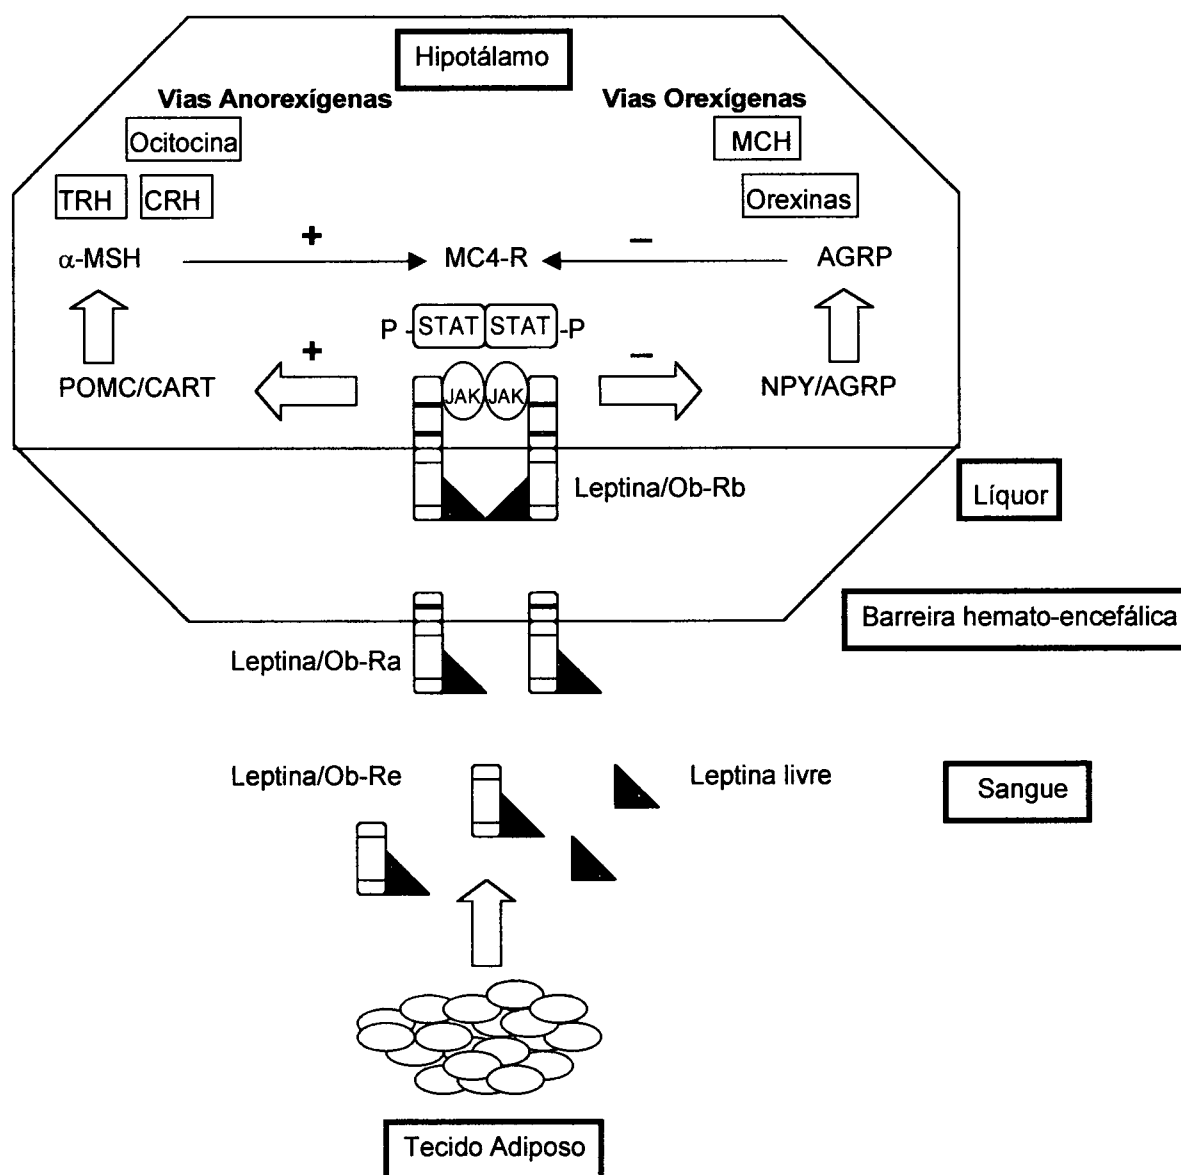 Hipotálamo
Vias Anorexígenas
Vias Orexígenas
Ocitocina
MCH
TRH
CRH
Orexinas
+
–
α-MSH
MC4-R
AGRP
P - STAT STAT -P
+
–
POMC/CART
JAK JAK
NPY/AGRP
Leptina/Ob-Rb
Líquor
Barreira hemato-encefálica
Leptina/Ob-Ra
Leptina/Ob-Re
Leptina livre
Sangue
Tecido Adiposo